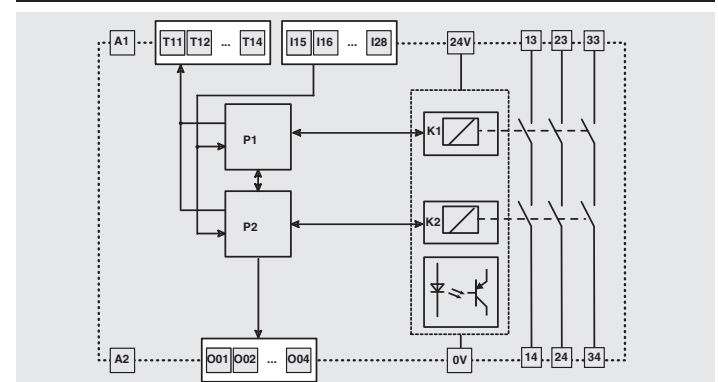 A1 T11 T12 ... T14 I15 I16 ... I28 24V 13 23 33
P1 K1
P2 K2
A2 O01 O02 ... O04 0V 14 24 34